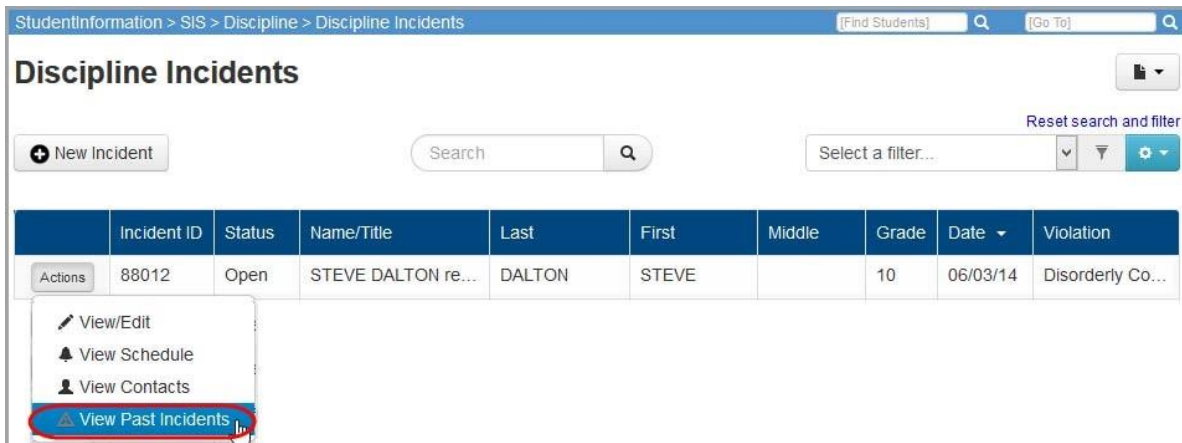 StudentInformation > SIS > Discipline > Discipline Incidents [Find Students] [Go To]
Discipline Incidents
Reset search and filter
New Incident Search Select a filter...
Incident ID Status Name/Title Last First Middle Grade Date Violation
Actions 88012 Open STEVE DALTON re... DALTON STEVE 10 06/03/14 Disorderly Co...
View/Edit
View Schedule
View Contacts
View Past Incidents